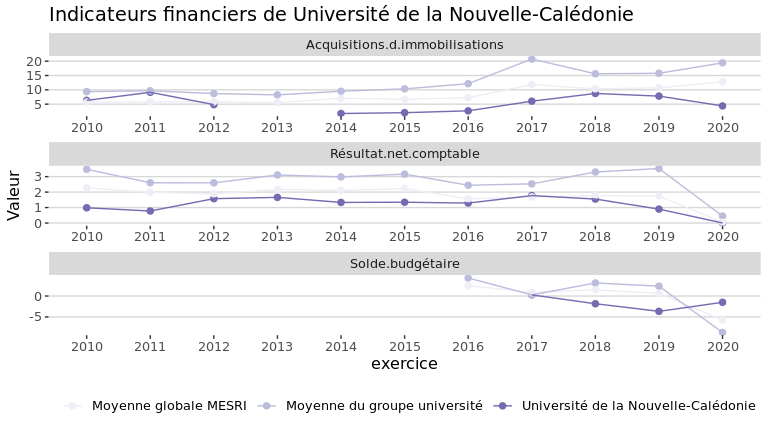 Indicateurs financiers de Université de la Nouvelle-Calédonie
Acquisitions.d.immobilisations
20
15
10
5
2010 2011 2012 2013 2014 2015 2016 2017 2018 2019 2020
Résultat.net.comptable
3
2
1
0
2010 2011 2012 2013 2014 2015 2016 2017 2018 2019 2020
Valeur
Solde.budgétaire
0
-5
2010 2011 2012 2013 2014 2015 2016 2017 2018 2019 2020
exercice
Moyenne globale MESRI Moyenne du groupe université Université de la Nouvelle-Calédonie